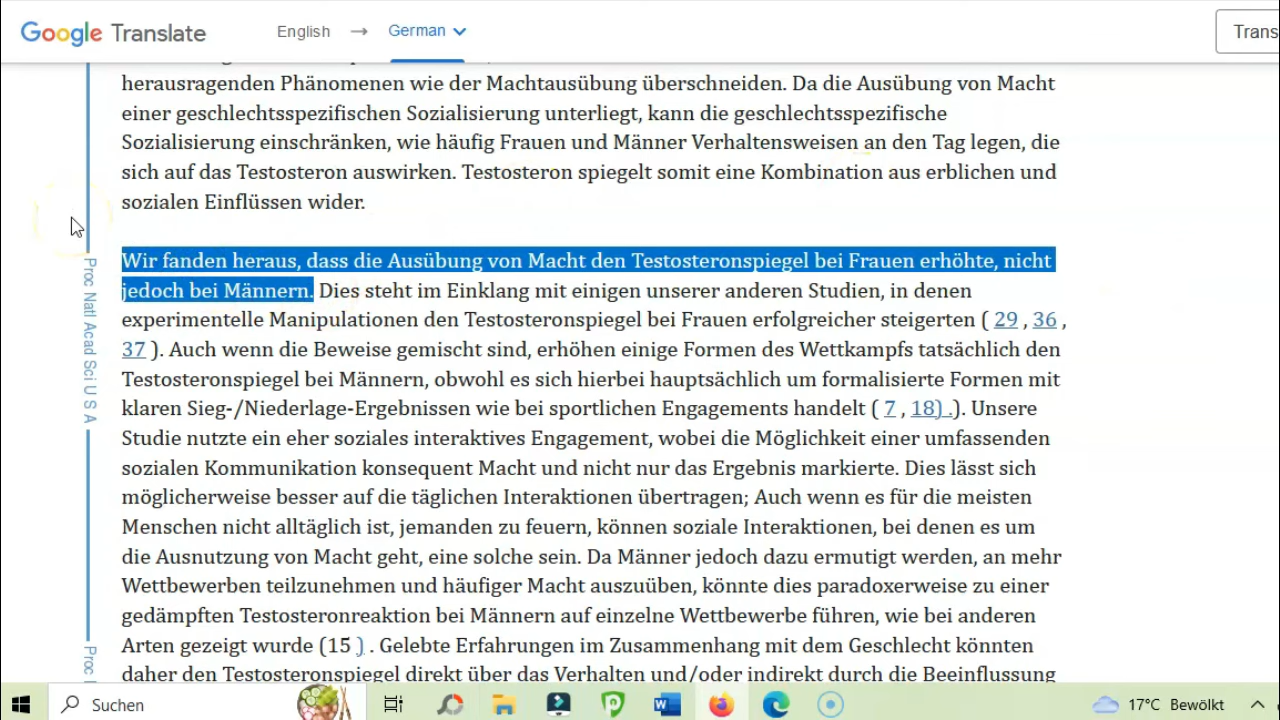 Google Translate
English → German
Trans
herausragenden Phänomenen wie der Machtausübung überschneiden. Da die Ausübung von Macht
einer geschlechtsspezifischen Sozialisierung unterliegt, kann die geschlechtsspezifische
Sozialisierung einschränken, wie häufig Frauen und Männer Verhaltensweisen an den Tag legen, die
sich auf das Testosteron auswirken. Testosteron spiegelt somit eine Kombination aus erblichen und
sozialen Einflüssen wider.
Wir fanden heraus, dass die Ausübung von Macht den Testosteronspiegel bei Frauen erhöhte, nicht
jedoch bei Männern. Dies steht im Einklang mit einigen unserer anderen Studien, in denen
experimentelle Manipulationen den Testosteronspiegel bei Frauen erfolgreicher steigerten ( 29 , 36 ,
37 ). Auch wenn die Beweise gemischt sind, erhöhen einige Formen des Wettkampfs tatsächlich den
Testosteronspiegel bei Männern, obwohl es sich hierbei hauptsächlich um formalisierte Formen mit
klaren Sieg-/Niederlage-Ergebnissen wie bei sportlichen Engagements handelt ( 7 , 18) .). Unsere
Studie nutzte ein eher soziales interaktives Engagement, wobei die Möglichkeit einer umfassenden
sozialen Kommunikation konsequent Macht und nicht nur das Ergebnis markierte. Dies lässt sich
möglicherweise besser auf die täglichen Interaktionen übertragen; Auch wenn es für die meisten
Menschen nicht alltäglich ist, jemanden zu feuern, können soziale Interaktionen, bei denen es um
die Ausnutzung von Macht geht, eine solche sein. Da Männer jedoch dazu ermutigt werden, an mehr
Wettbewerben teilzunehmen und häufiger Macht auszuüben, könnte dies paradoxerweise zu einer
gedämpften Testosteronreaktion bei Männern auf einzelne Wettbewerbe führen, wie bei anderen
Arten gezeigt wurde (15 ) . Gelebte Erfahrungen im Zusammenhang mit dem Geschlecht könnten
daher den Testosteronspiegel direkt über das Verhalten und/oder indirekt durch die Beeinflussung
Proc Natl Acad Sci U S A
Proc
Suchen
17°C Bewölkt